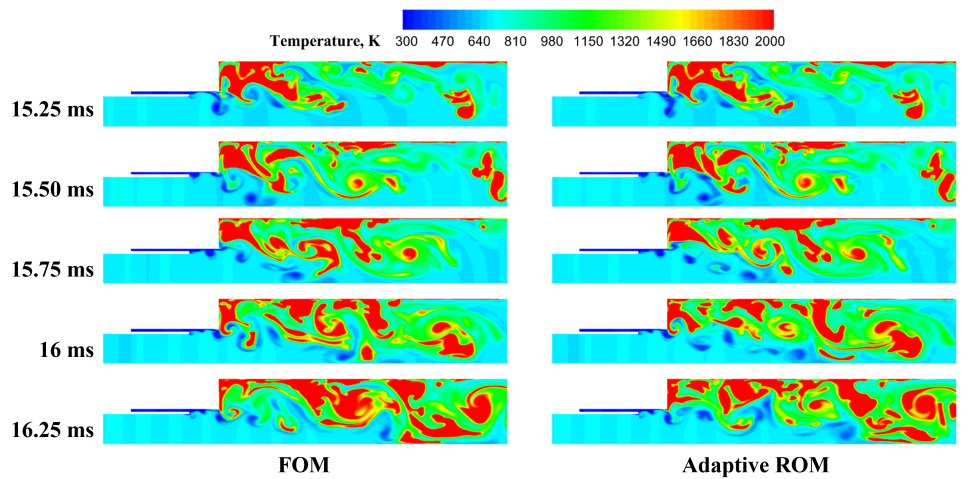 Temperature, K 300 470 640 810 980 1150 1320 1490 1660 1830 2000
15.25 ms
15.50 ms
15.75 ms
16 ms
16.25 ms
FOM Adaptive ROM